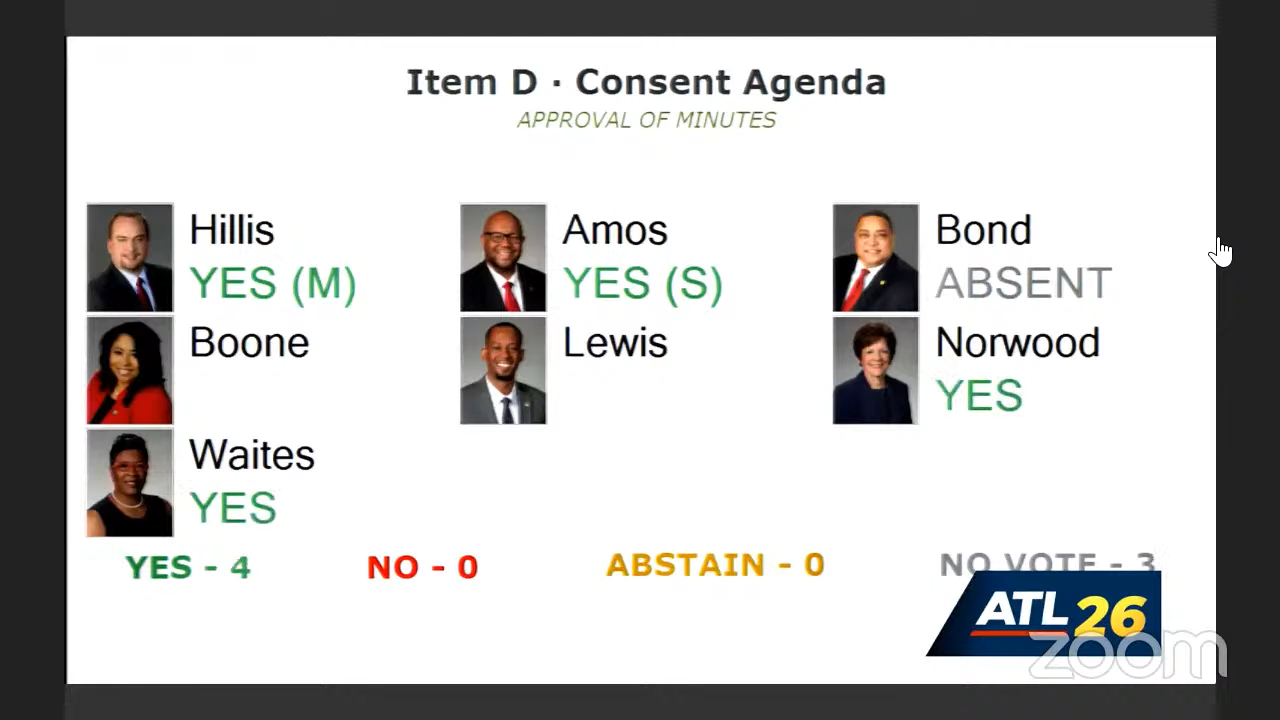 Item D · Consent Agenda
APPROVAL OF MINUTES
Hillis
YES (M)
Amos
YES (S)
Bond
ABSENT
Boone
Lewis
Norwood
YES
Waites
YES
YES - 4
NO - 0
ABSTAIN - 0
NO VOTE - 3
ATL 26
zoom